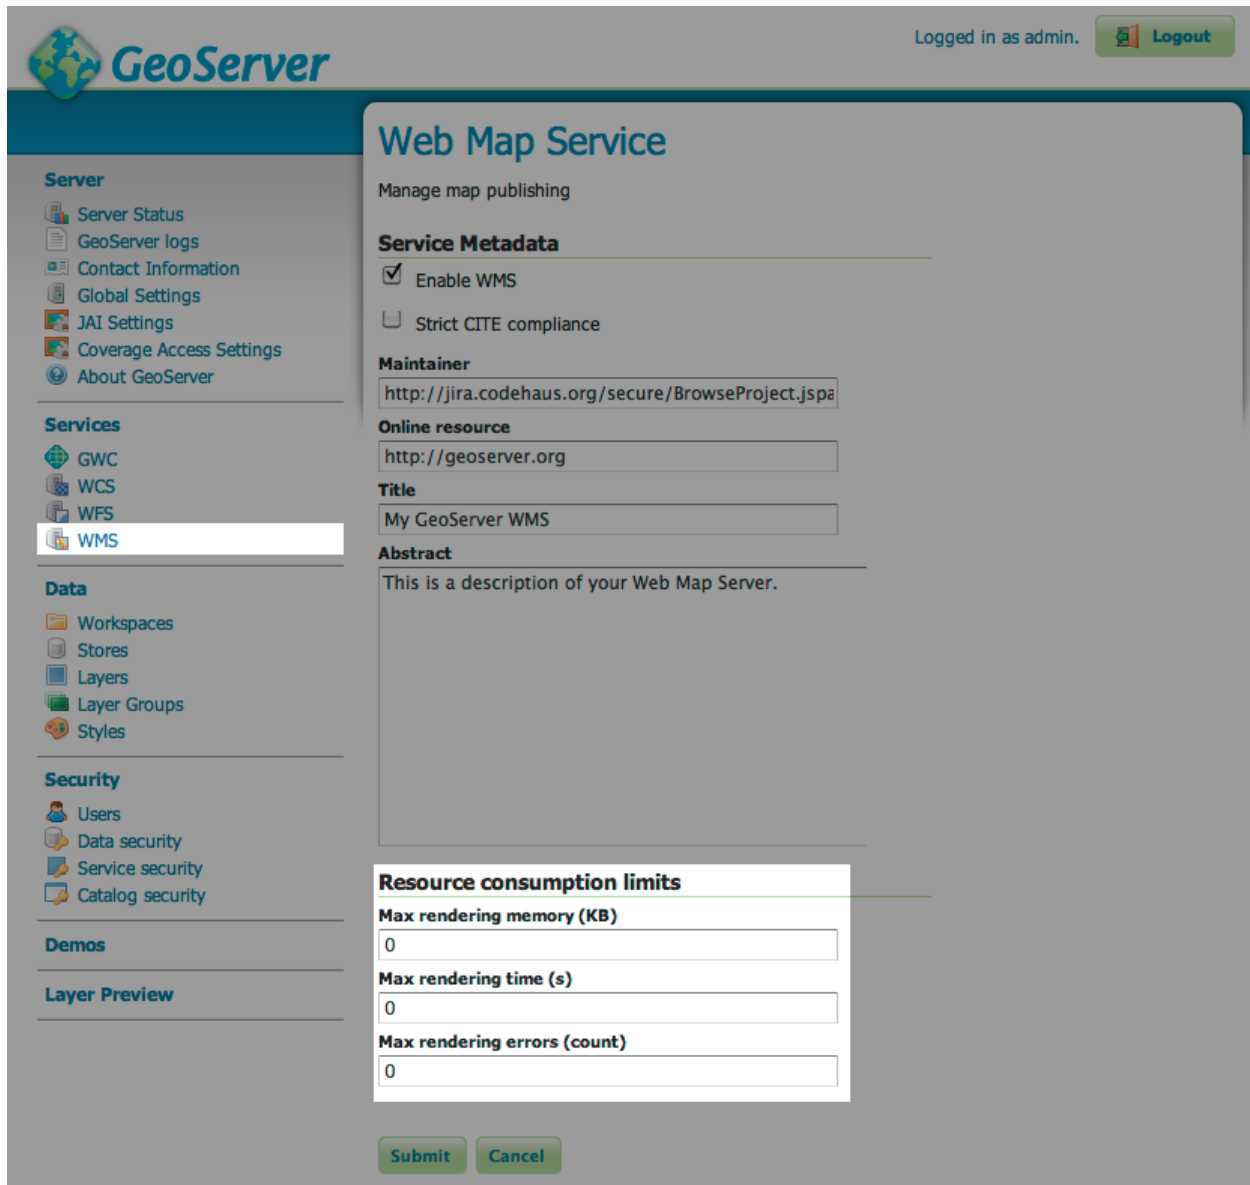 GeoServer
Logged in as admin.
Logout
Server
Server Status
GeoServer logs
Contact Information
Global Settings
JAI Settings
Coverage Access Settings
About GeoServer
Services
GWC
WCS
WFS
WMS
Data
Workspaces
Stores
Layers
Layer Groups
Styles
Security
Users
Data security
Service security
Catalog security
Demos
Layer Preview
Web Map Service
Manage map publishing
Service Metadata
Enable WMS
Strict CITE compliance
Maintainer
http://jira.codehaus.org/secure/BrowseProject.jspa
Online resource
http://geoserver.org
Title
My GeoServer WMS
Abstract
This is a description of your Web Map Server.
Resource consumption limits
Max rendering memory (KB)
0
Max rendering time (s)
0
Max rendering errors (count)
0
Submit
Cancel